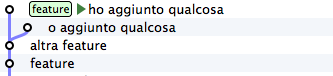 feature ho aggiunto qualcosa
o aggiunto qualcosa
altra feature
feature